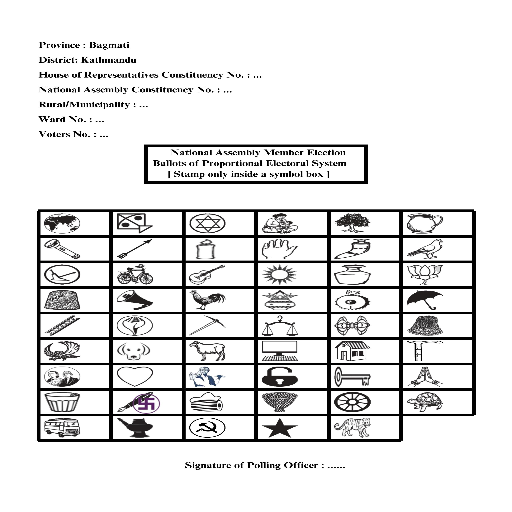 Province : Bagmati
District: Kathmandu
House of Representatives Constituency No. : ...
National Assembly Constituency No. : ...
Rural/Municipality : ...
Ward No. : ...
Voters No. : ...
National Assembly Member Election
Ballots of Proportional Electoral System
[ Stamp only inside a symbol box ]
Signature of Polling Officer : ......